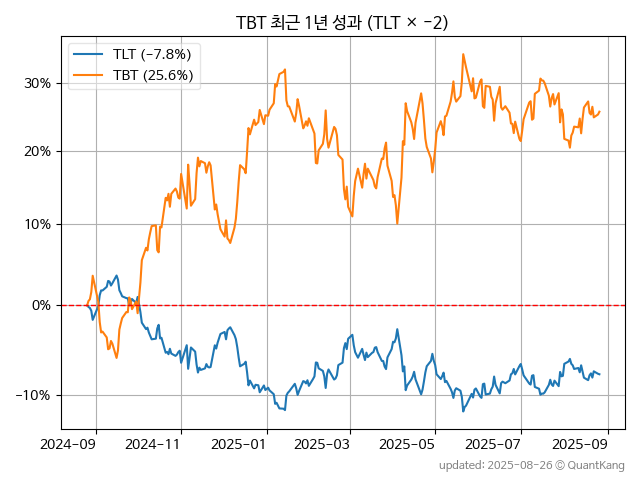 TBT 최근 1년 성과 (TLT × −2)
TLT (−7.8%)
TBT (25.6%)
30%
20%
10%
0%
−10%
2024−09 2024−11 2025−01 2025−03 2025−05 2025−07 2025−09
updated: 2025-08-26 © QuantKang